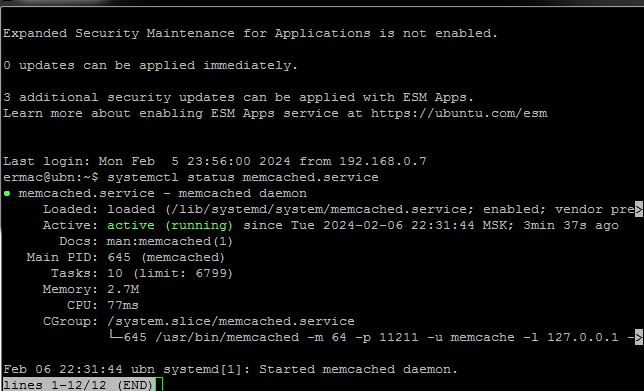 Expanded Security Maintenance for Applications is not enabled.
0 updates can be applied immediately.
3 additional security updates can be applied with ESM Apps.
Learn more about enabling ESM Apps service at https://ubuntu.com/esm
Last login: Mon Feb  5 23:56:00 2024 from 192.168.0.7
ermac@ubn:~$ systemctl status memcached.service
● memcached.service - memcached daemon
     Loaded: loaded (/lib/systemd/system/memcached.service; enabled; vendor pre>
     Active: active (running) since Tue 2024-02-06 22:31:44 MSK; 3min 37s ago
       Docs: man:memcached(1)
   Main PID: 645 (memcached)
      Tasks: 10 (limit: 6799)
     Memory: 2.7M
        CPU: 77ms
     CGroup: /system.slice/memcached.service
             └─645 /usr/bin/memcached -m 64 -p 11211 -u memcache -l 127.0.0.1 ->
Feb 06 22:31:44 ubn systemd[1]: Started memcached daemon.
lines 1-12/12 (END)